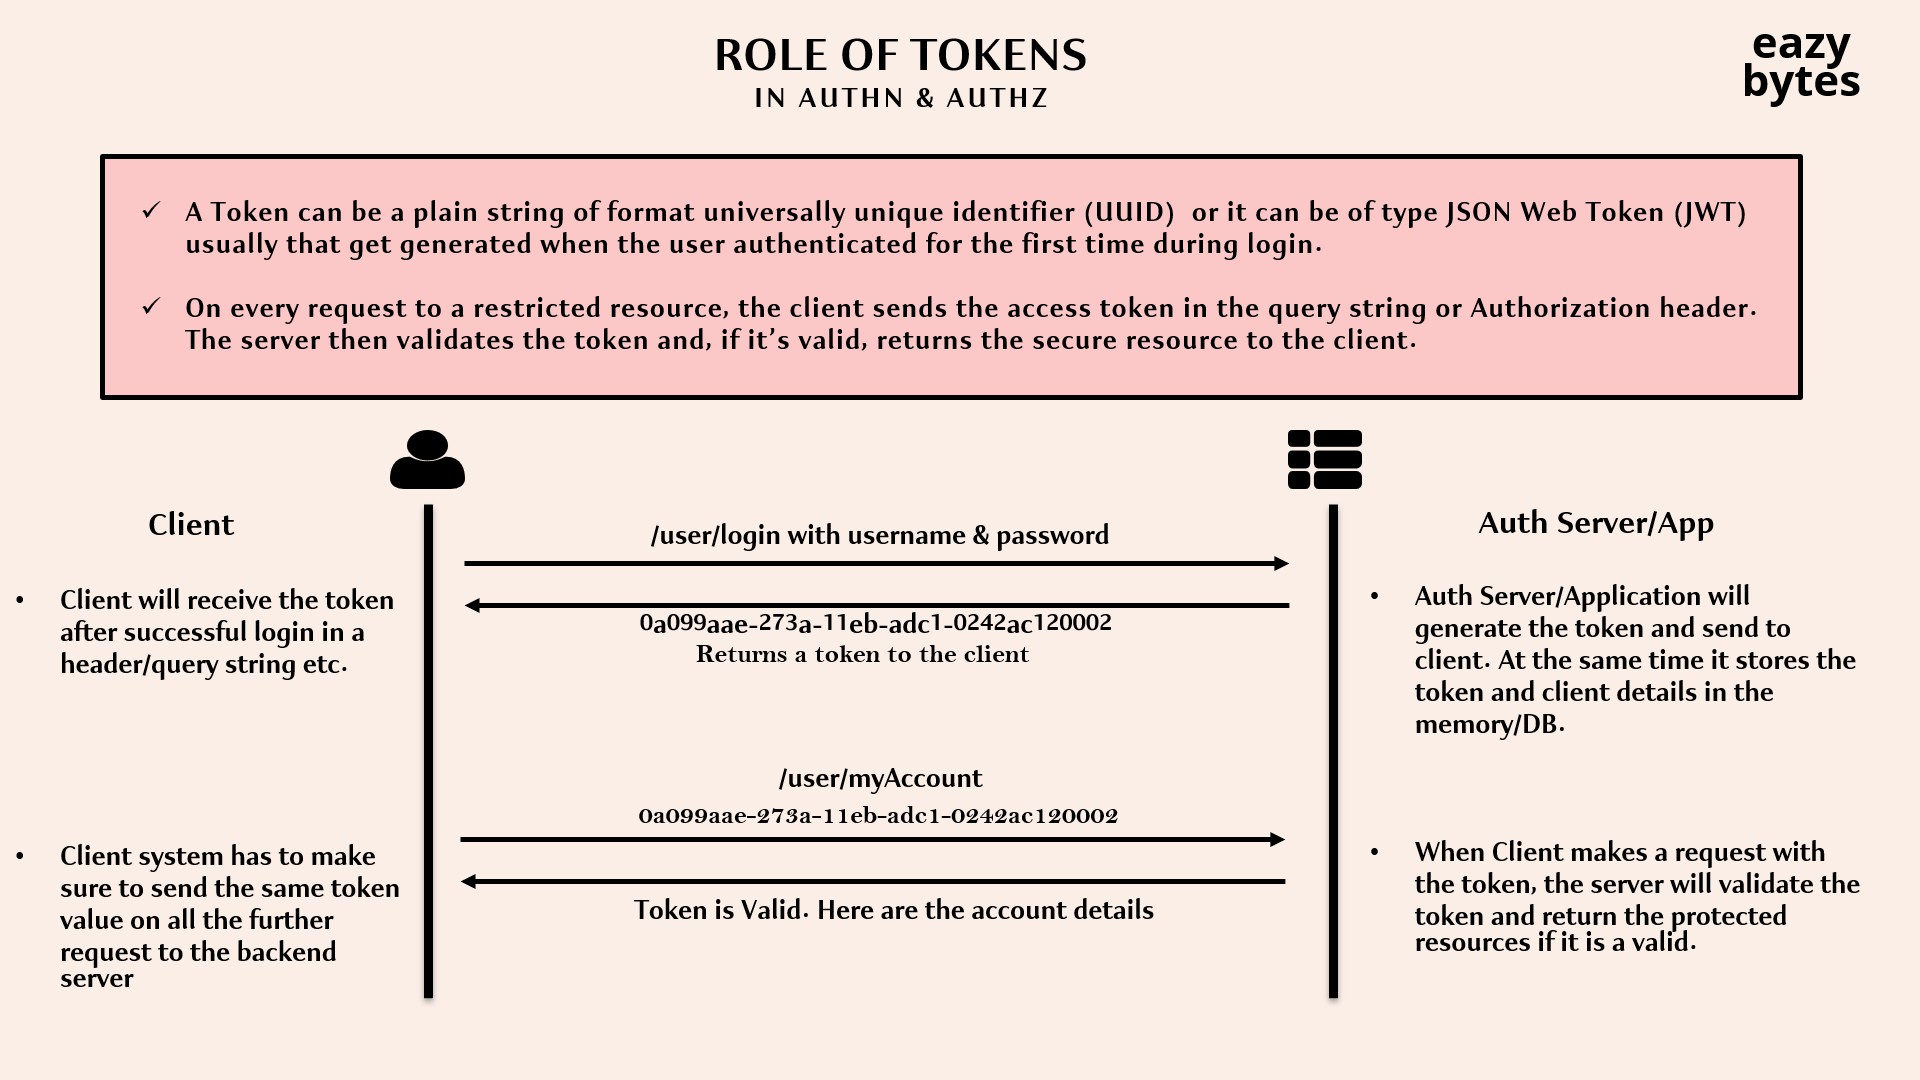 ROLE OF TOKENS
IN AUTHN & AUTHZ
eazy
bytes
✓ A Token can be a plain string of format universally unique identifier (UUID)  or it can be of type JSON Web Token (JWT)
usually that get generated when the user authenticated for the first time during login.
✓ On every request to a restricted resource, the client sends the access token in the query string or Authorization header.
The server then validates the token and, if it’s valid, returns the secure resource to the client.
Client
• Client will receive the token
after successful login in a
header/query string etc.
• Client system has to make
sure to send the same token
value on all the further
request to the backend
server
/user/login with username & password
0a099aae-273a-11eb-adc1-0242ac120002
Returns a token to the client
/user/myAccount
0a099aae-273a-11eb-adc1-0242ac120002
Token is Valid. Here are the account details
Auth Server/App
• Auth Server/Application will
generate the token and send to
client. At the same time it stores the
token and client details in the
memory/DB.
• When Client makes a request with
the token, the server will validate the
token and return the protected
resources if it is a valid.